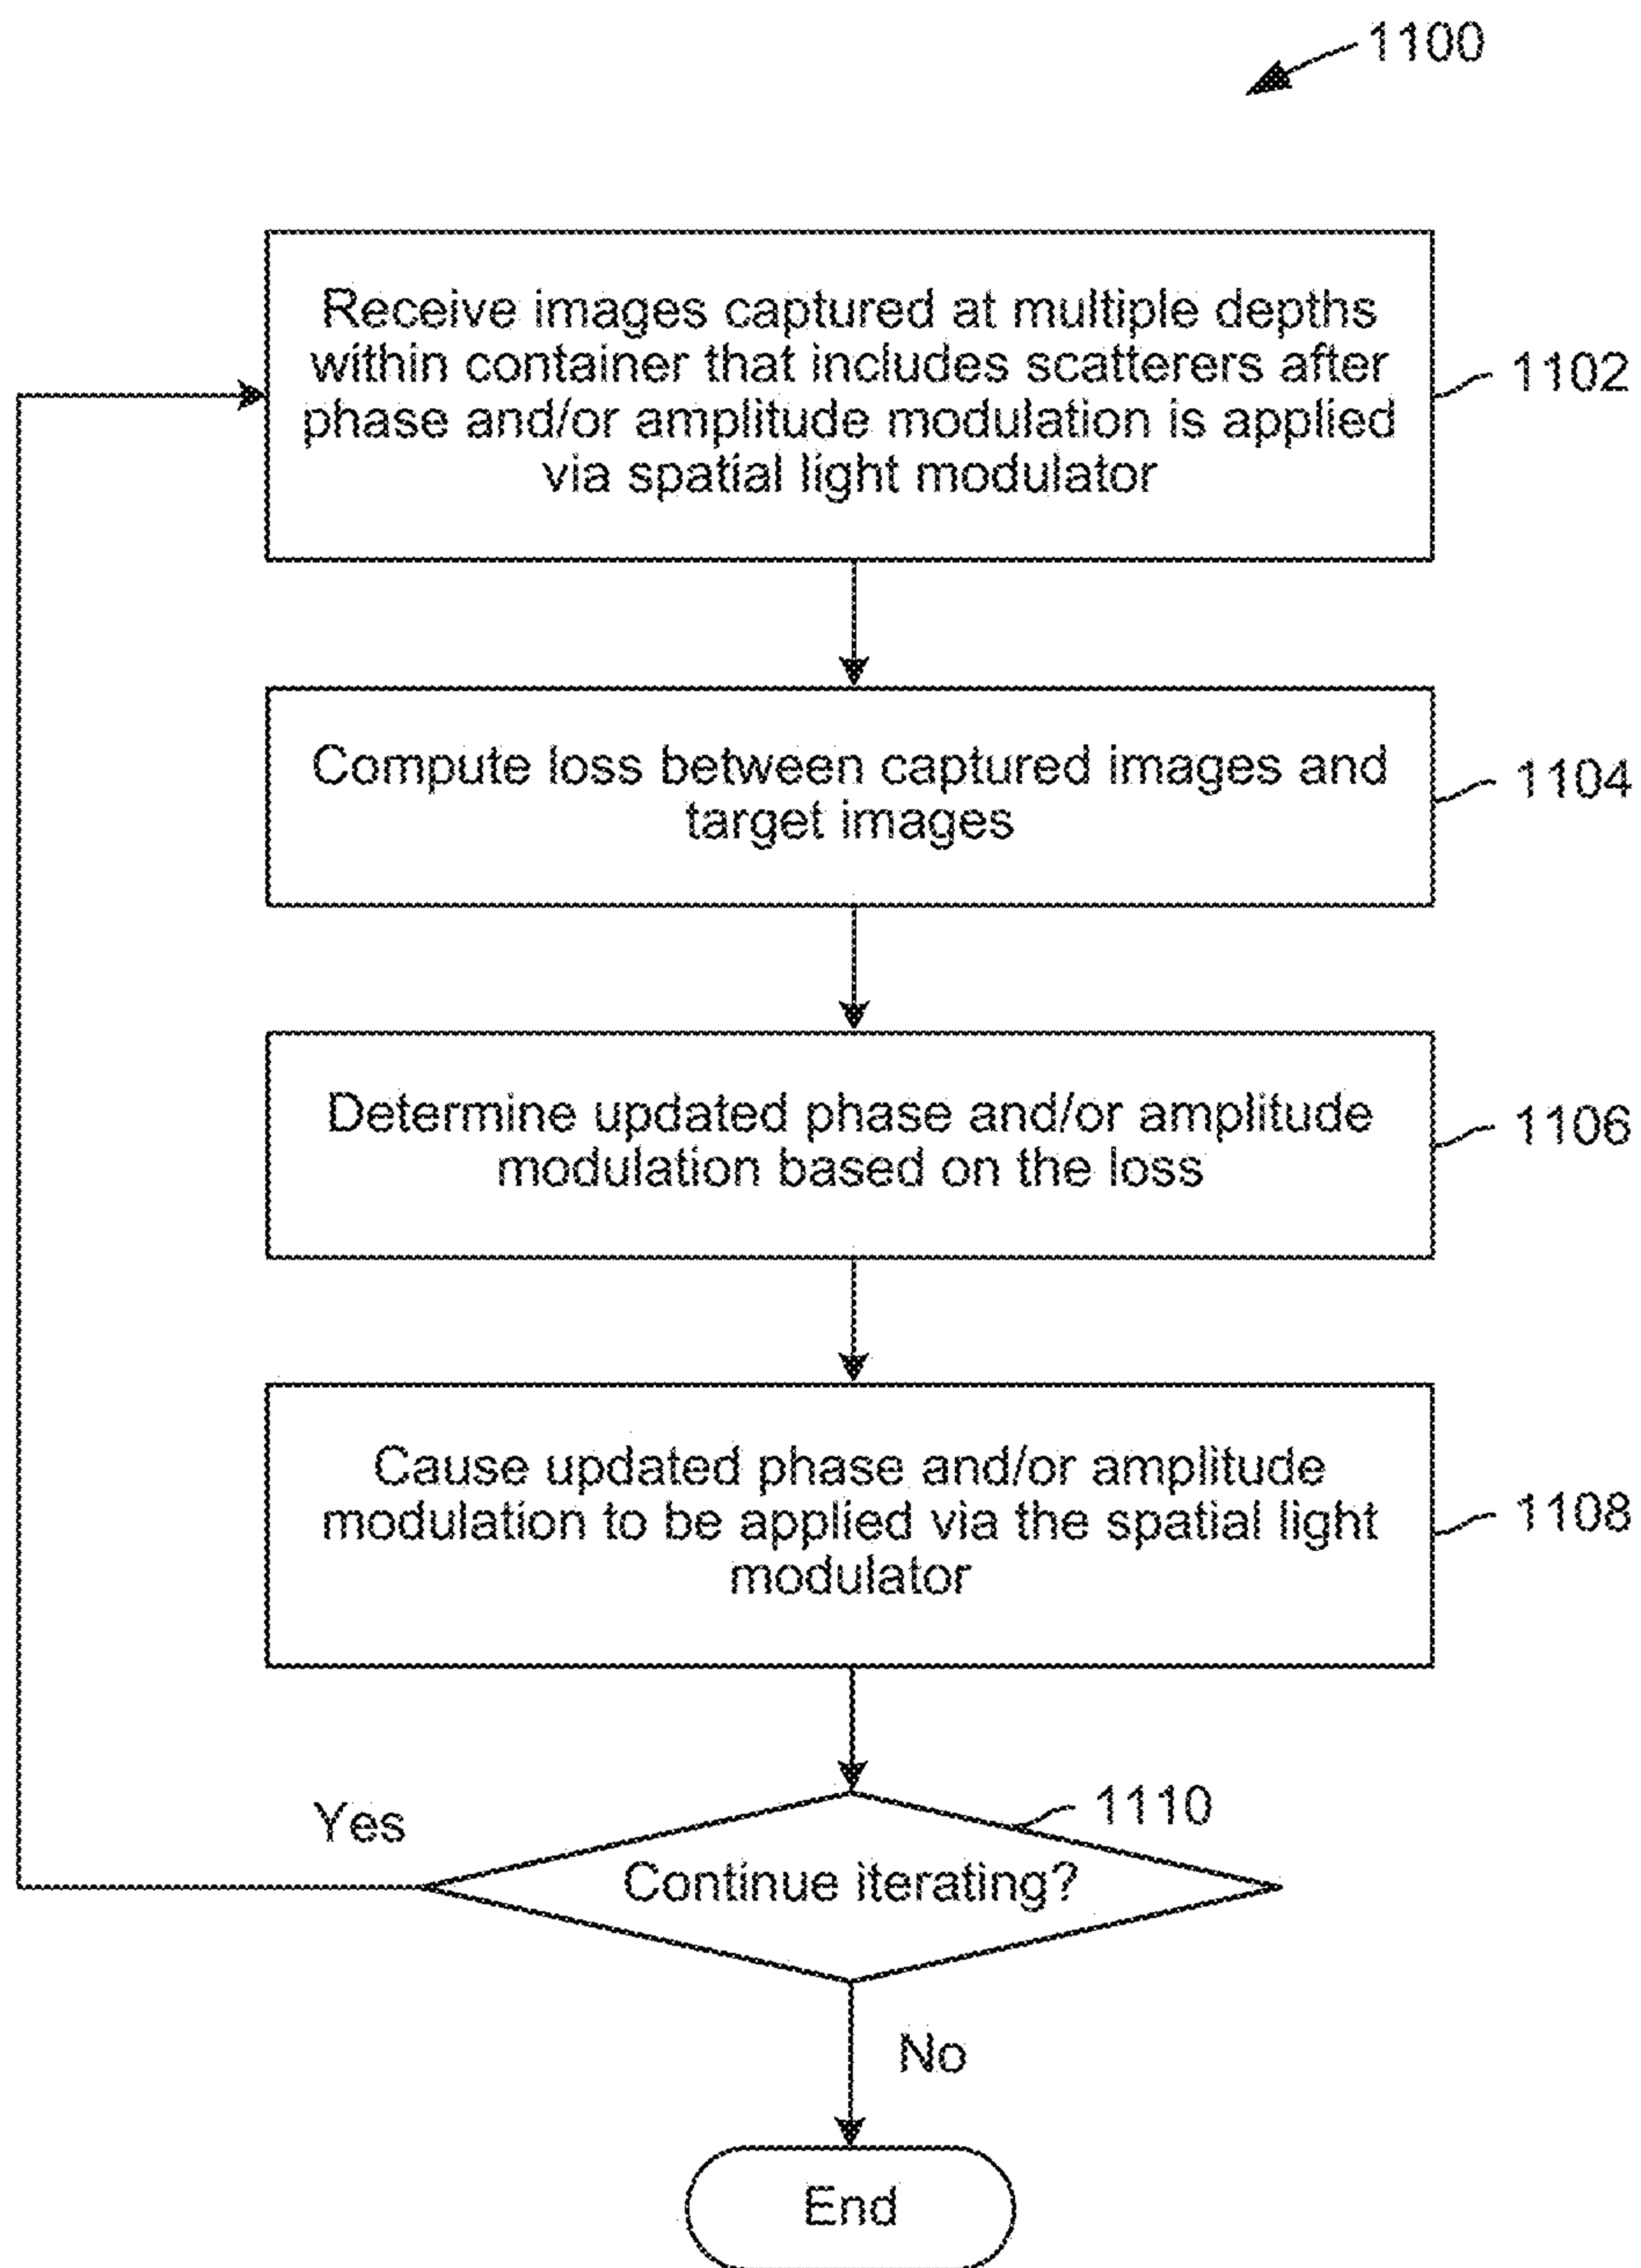 1100
Receive images captured at multiple depths
within container that includes scatterers after
phase and/or amplitude modulation is applied
via spatial light modulator
1102
Compute loss between captured images and
target images
1104
Determine updated phase and/or amplitude
modulation based on the loss
1106
Cause updated phase and/or amplitude
modulation to be applied via the spatial light
modulator
1108
Yes
1110
Continue iterating?
No
End